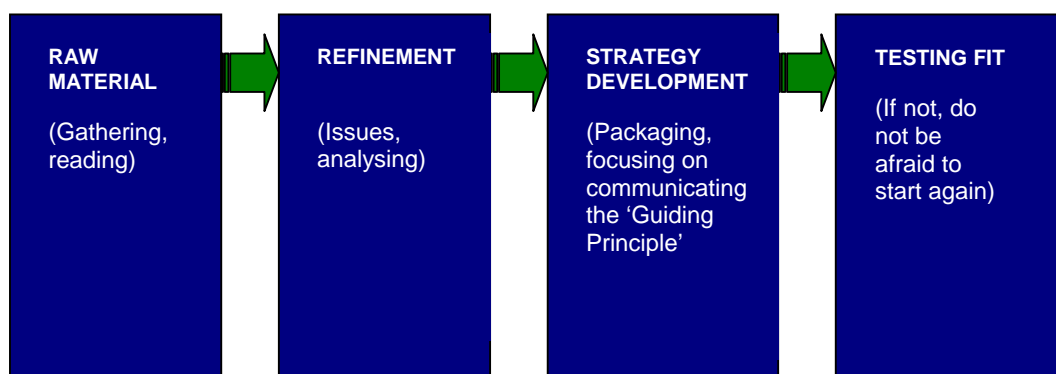 RAW
MATERIAL
(Gathering,
reading)
REFINEMENT
(Issues,
analysing)
STRATEGY
DEVELOPMENT
(Packaging,
focusing on
communicating
the ‘Guiding
Principle’
TESTING FIT
(If not, do
not be
afraid to
start again)